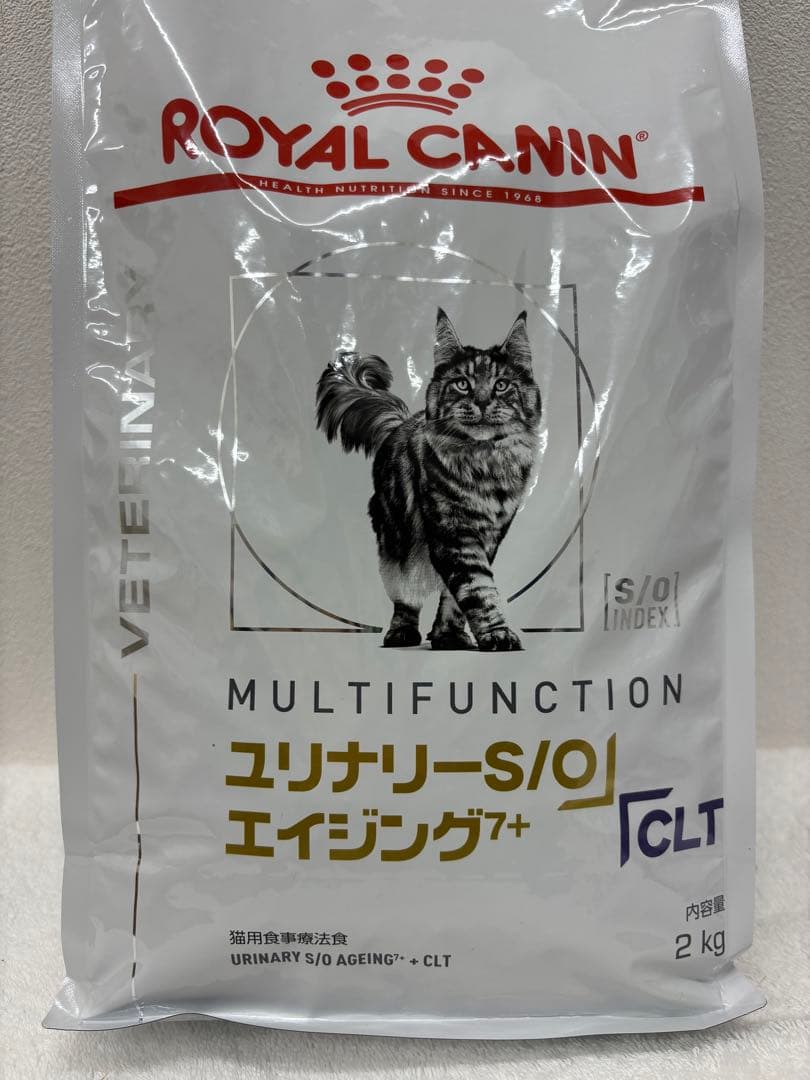 ROYAL CANIN®
HEALTH NUTRITION SINCE 1968
VETERINARY
[S/O
INDEX]
MULTIFUNCTION
ユリナリーS/O
エイジング7+
CLT
内容量
2 kg
猫用食事療法食
URINARY S/O AGEING7+ + CLT